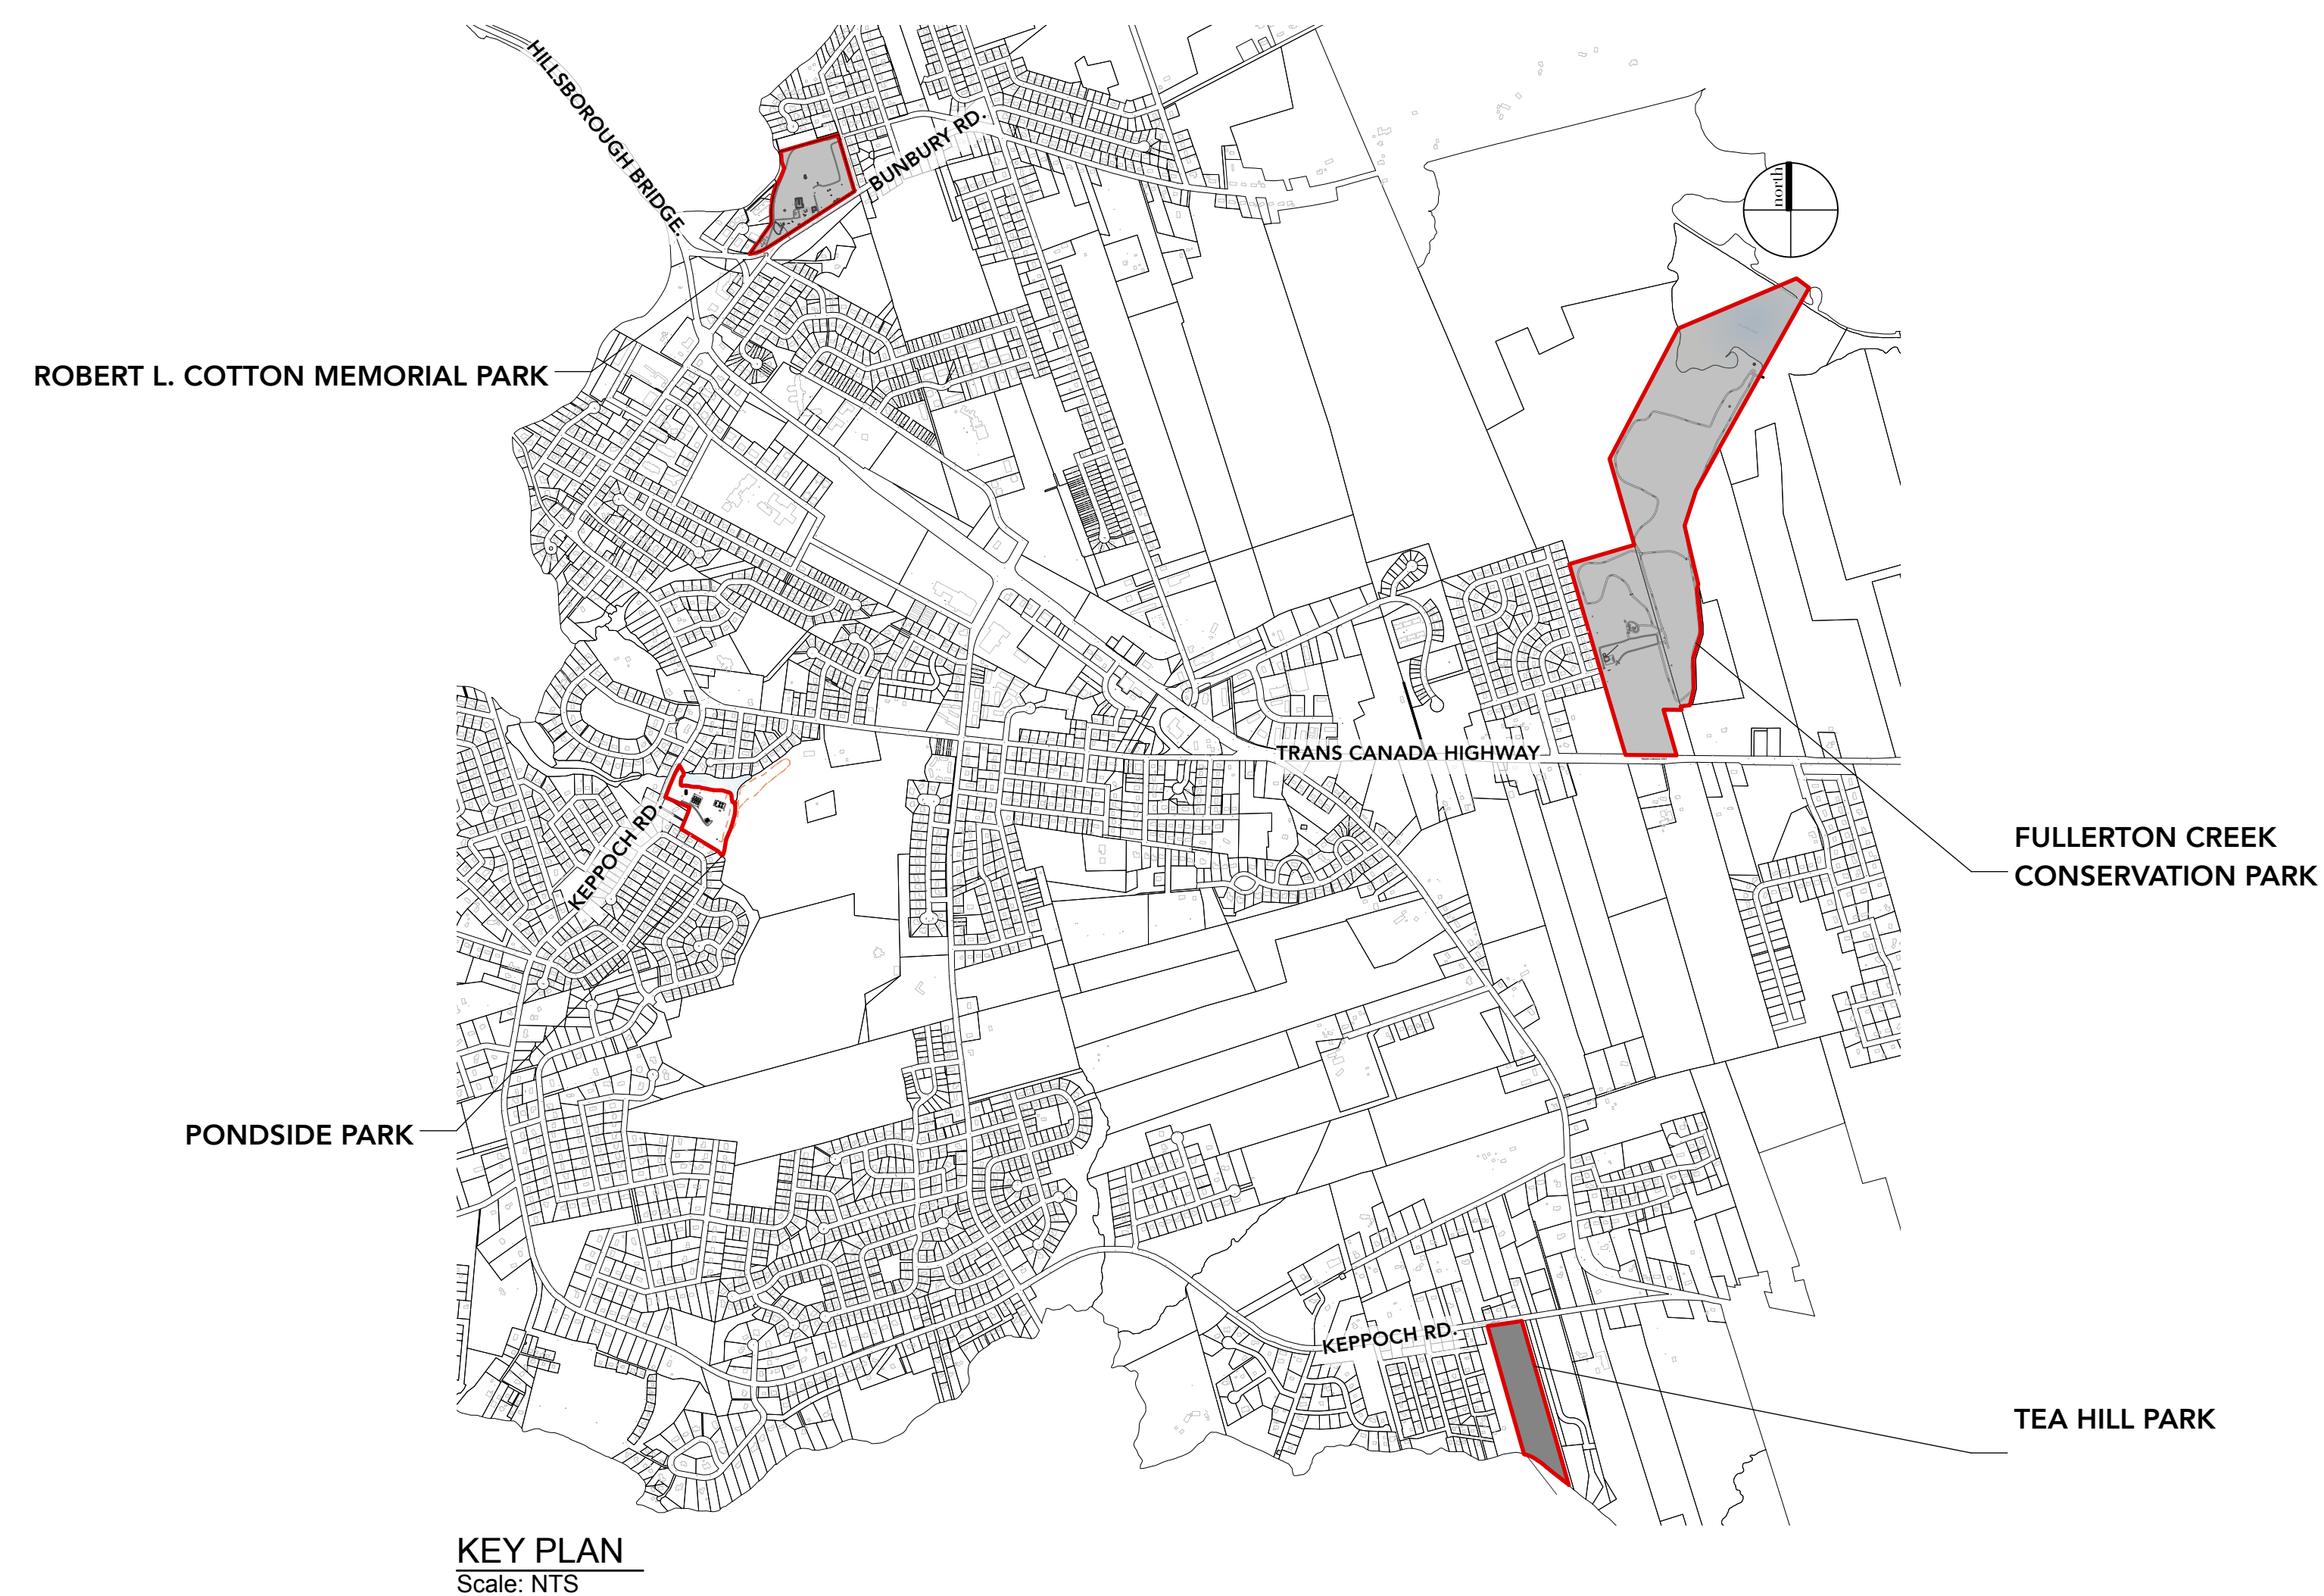 HILLSBOROUGH BRIDGE.
BUNBURY RD.
north
ROBERT L. COTTON MEMORIAL PARK
TRANS CANADA HIGHWAY
KEPPOCH RD.
FULLERTON CREEK
CONSERVATION PARK
PONDSIDE PARK
KEPPOCH RD.
TEA HILL PARK
KEY PLAN
Scale: NTS